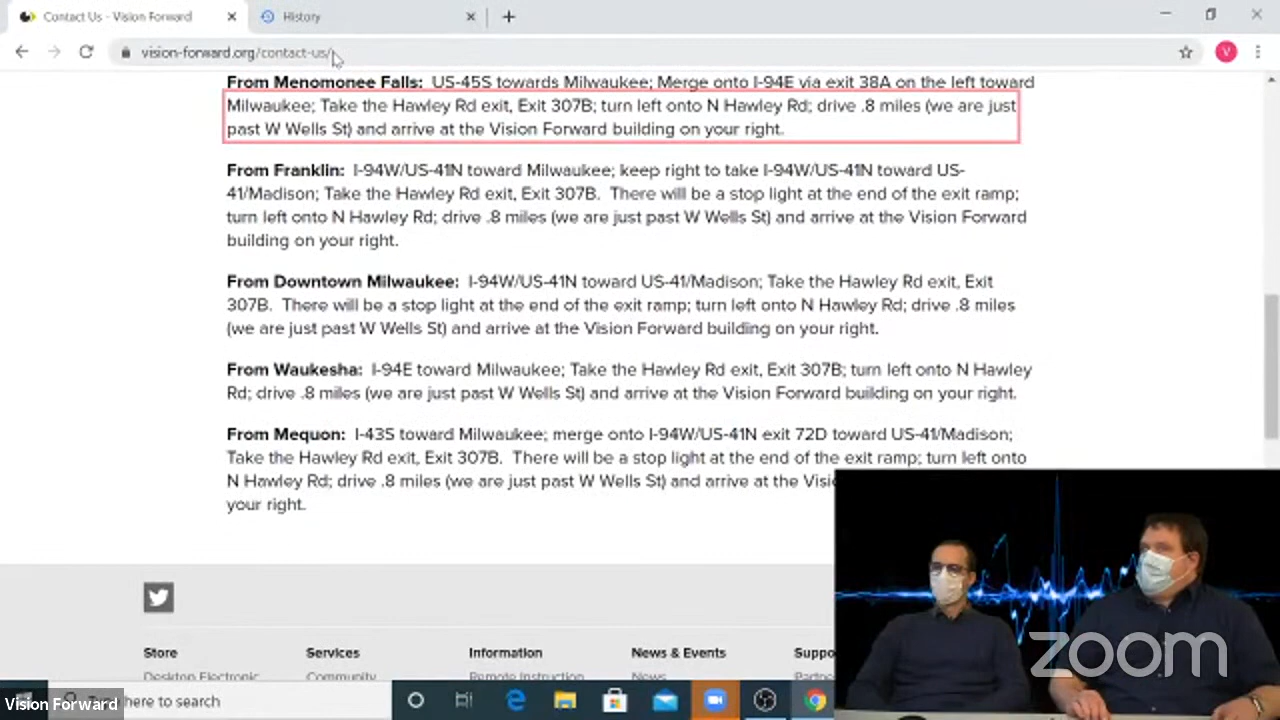 Contact Us - Vision Forward
History
vision-forward.org/contact-us/
V
From Menomonee Falls: US-45S towards Milwaukee; Merge onto I-94E via exit 38A on the left toward
Milwaukee; Take the Hawley Rd exit, Exit 307B; turn left onto N Hawley Rd; drive .8 miles (we are just
past W Wells St) and arrive at the Vision Forward building on your right.
From Franklin: I-94W/US-41N toward Milwaukee; keep right to take I-94W/US-41N toward US-
41/Madison; Take the Hawley Rd exit, Exit 307B. There will be a stop light at the end of the exit ramp;
turn left onto N Hawley Rd; drive .8 miles (we are just past W Wells St) and arrive at the Vision Forward
building on your right.
From Downtown Milwaukee: I-94W/US-41N toward US-41/Madison; Take the Hawley Rd exit, Exit
307B. There will be a stop light at the end of the exit ramp; turn left onto N Hawley Rd; drive .8 miles
(we are just past W Wells St) and arrive at the Vision Forward building on your right.
From Waukesha: I-94E toward Milwaukee; Take the Hawley Rd exit, Exit 307B; turn left onto N Hawley
Rd; drive .8 miles (we are just past W Wells St) and arrive at the Vision Forward building on your right.
From Mequon: I-43S toward Milwaukee; merge onto I-94W/US-41N exit 72D toward US-41/Madison;
Take the Hawley Rd exit, Exit 307B. There will be a stop light at the end of the exit ramp; turn left onto
N Hawley Rd; drive .8 miles (we are just past W Wells St) and arrive at the
your right.
Store Services Information News & Events
Desktop Electronic Community Remote Instruction News
zoom
Vision Forward
here to search